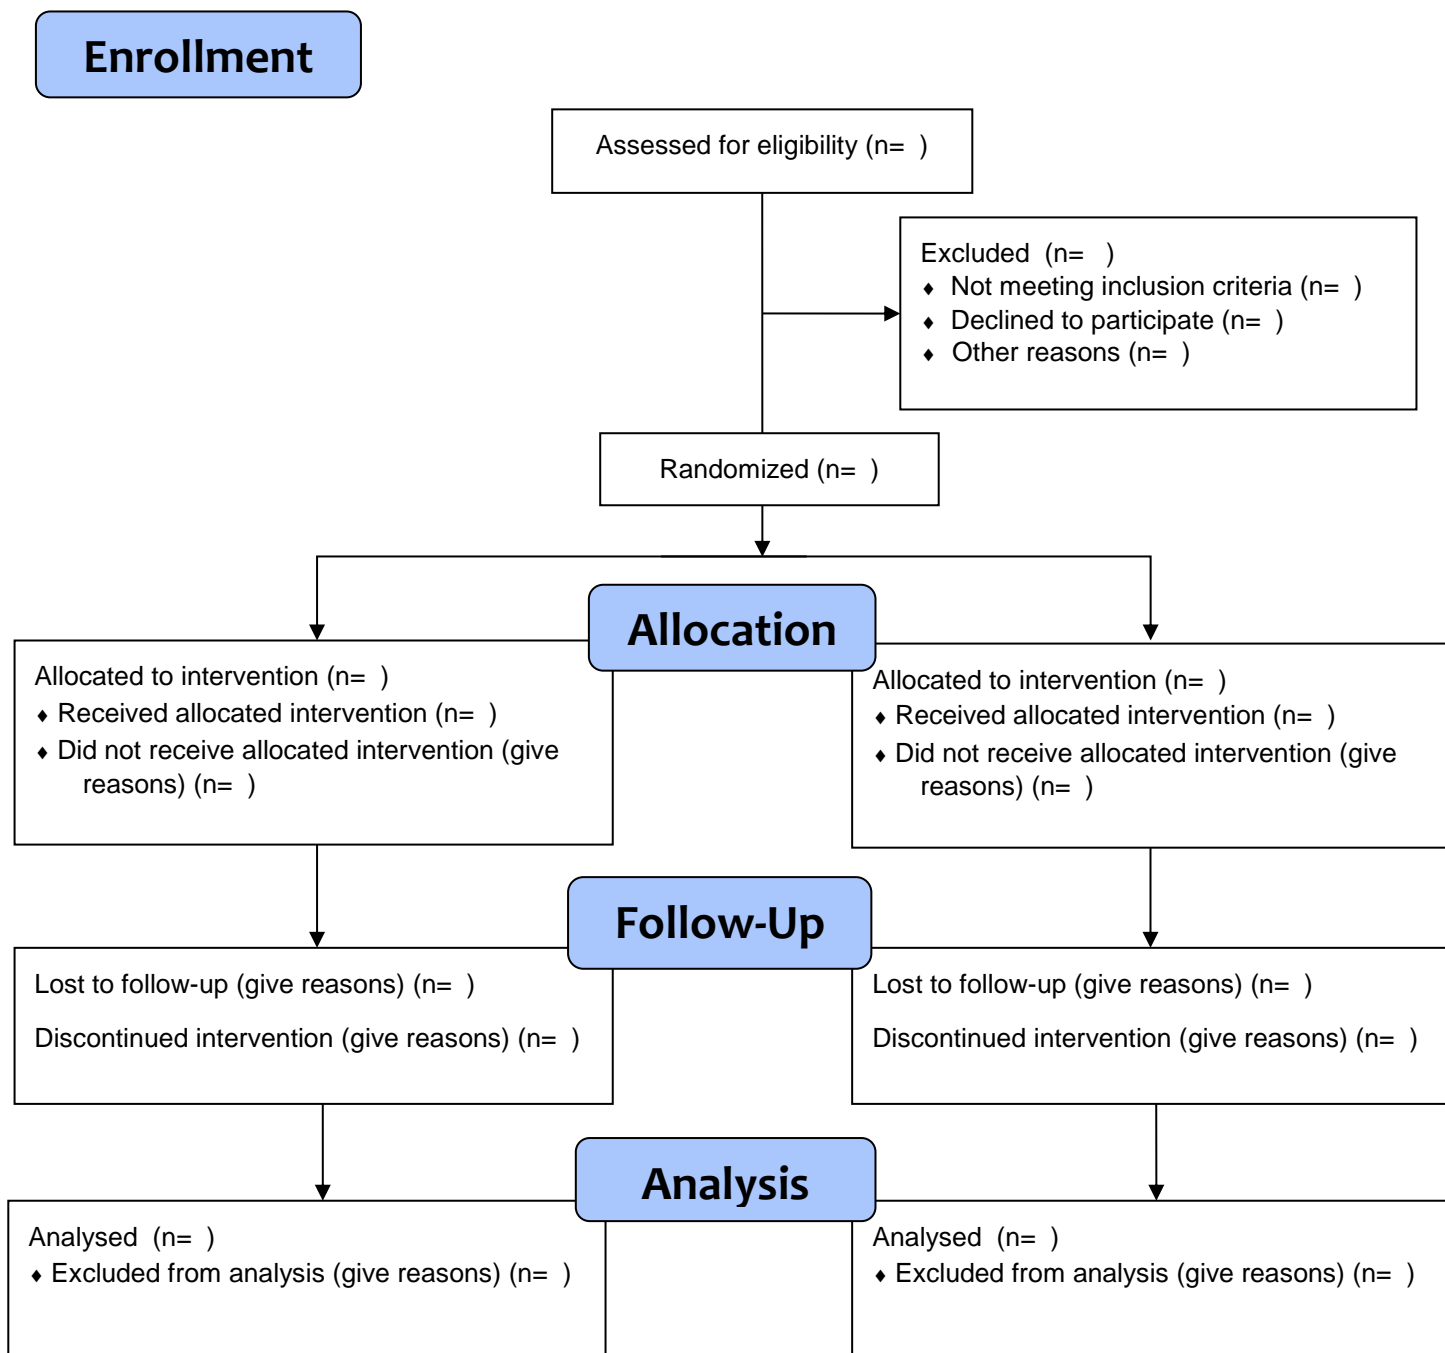 Enrollment
Assessed for eligibility (n=  )
Excluded  (n=   )
♦ Not meeting inclusion criteria (n=  )
♦ Declined to participate (n=  )
♦ Other reasons (n=  )
Randomized (n=  )
Allocation
Allocated to intervention (n=  )
♦ Received allocated intervention (n=  )
♦ Did not receive allocated intervention (give
reasons) (n=  )
Allocated to intervention (n=  )
♦ Received allocated intervention (n=  )
♦ Did not receive allocated intervention (give
reasons) (n=  )
Follow-Up
Lost to follow-up (give reasons) (n=  )
Discontinued intervention (give reasons) (n=  )
Lost to follow-up (give reasons) (n=  )
Discontinued intervention (give reasons) (n=  )
Analysis
Analysed  (n=  )
♦ Excluded from analysis (give reasons) (n=  )
Analysed  (n=  )
♦ Excluded from analysis (give reasons) (n=  )